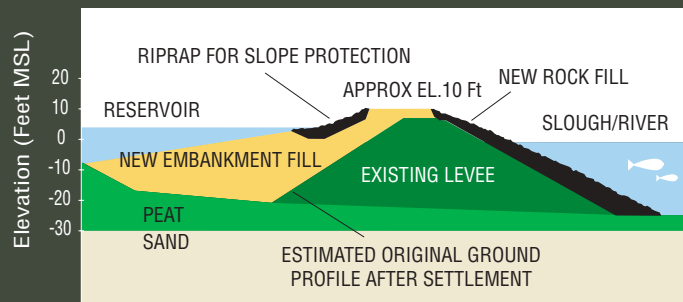 Elevation (Feet MSL)
20
10
0
-10
-20
-30
RIPRAP FOR SLOPE PROTECTION
APPROX EL.10 Ft
NEW ROCK FILL
RESERVOIR
SLOUGH/RIVER
NEW EMBANKMENT FILL
EXISTING LEVEE
PEAT
SAND
ESTIMATED ORIGINAL GROUND
PROFILE AFTER SETTLEMENT